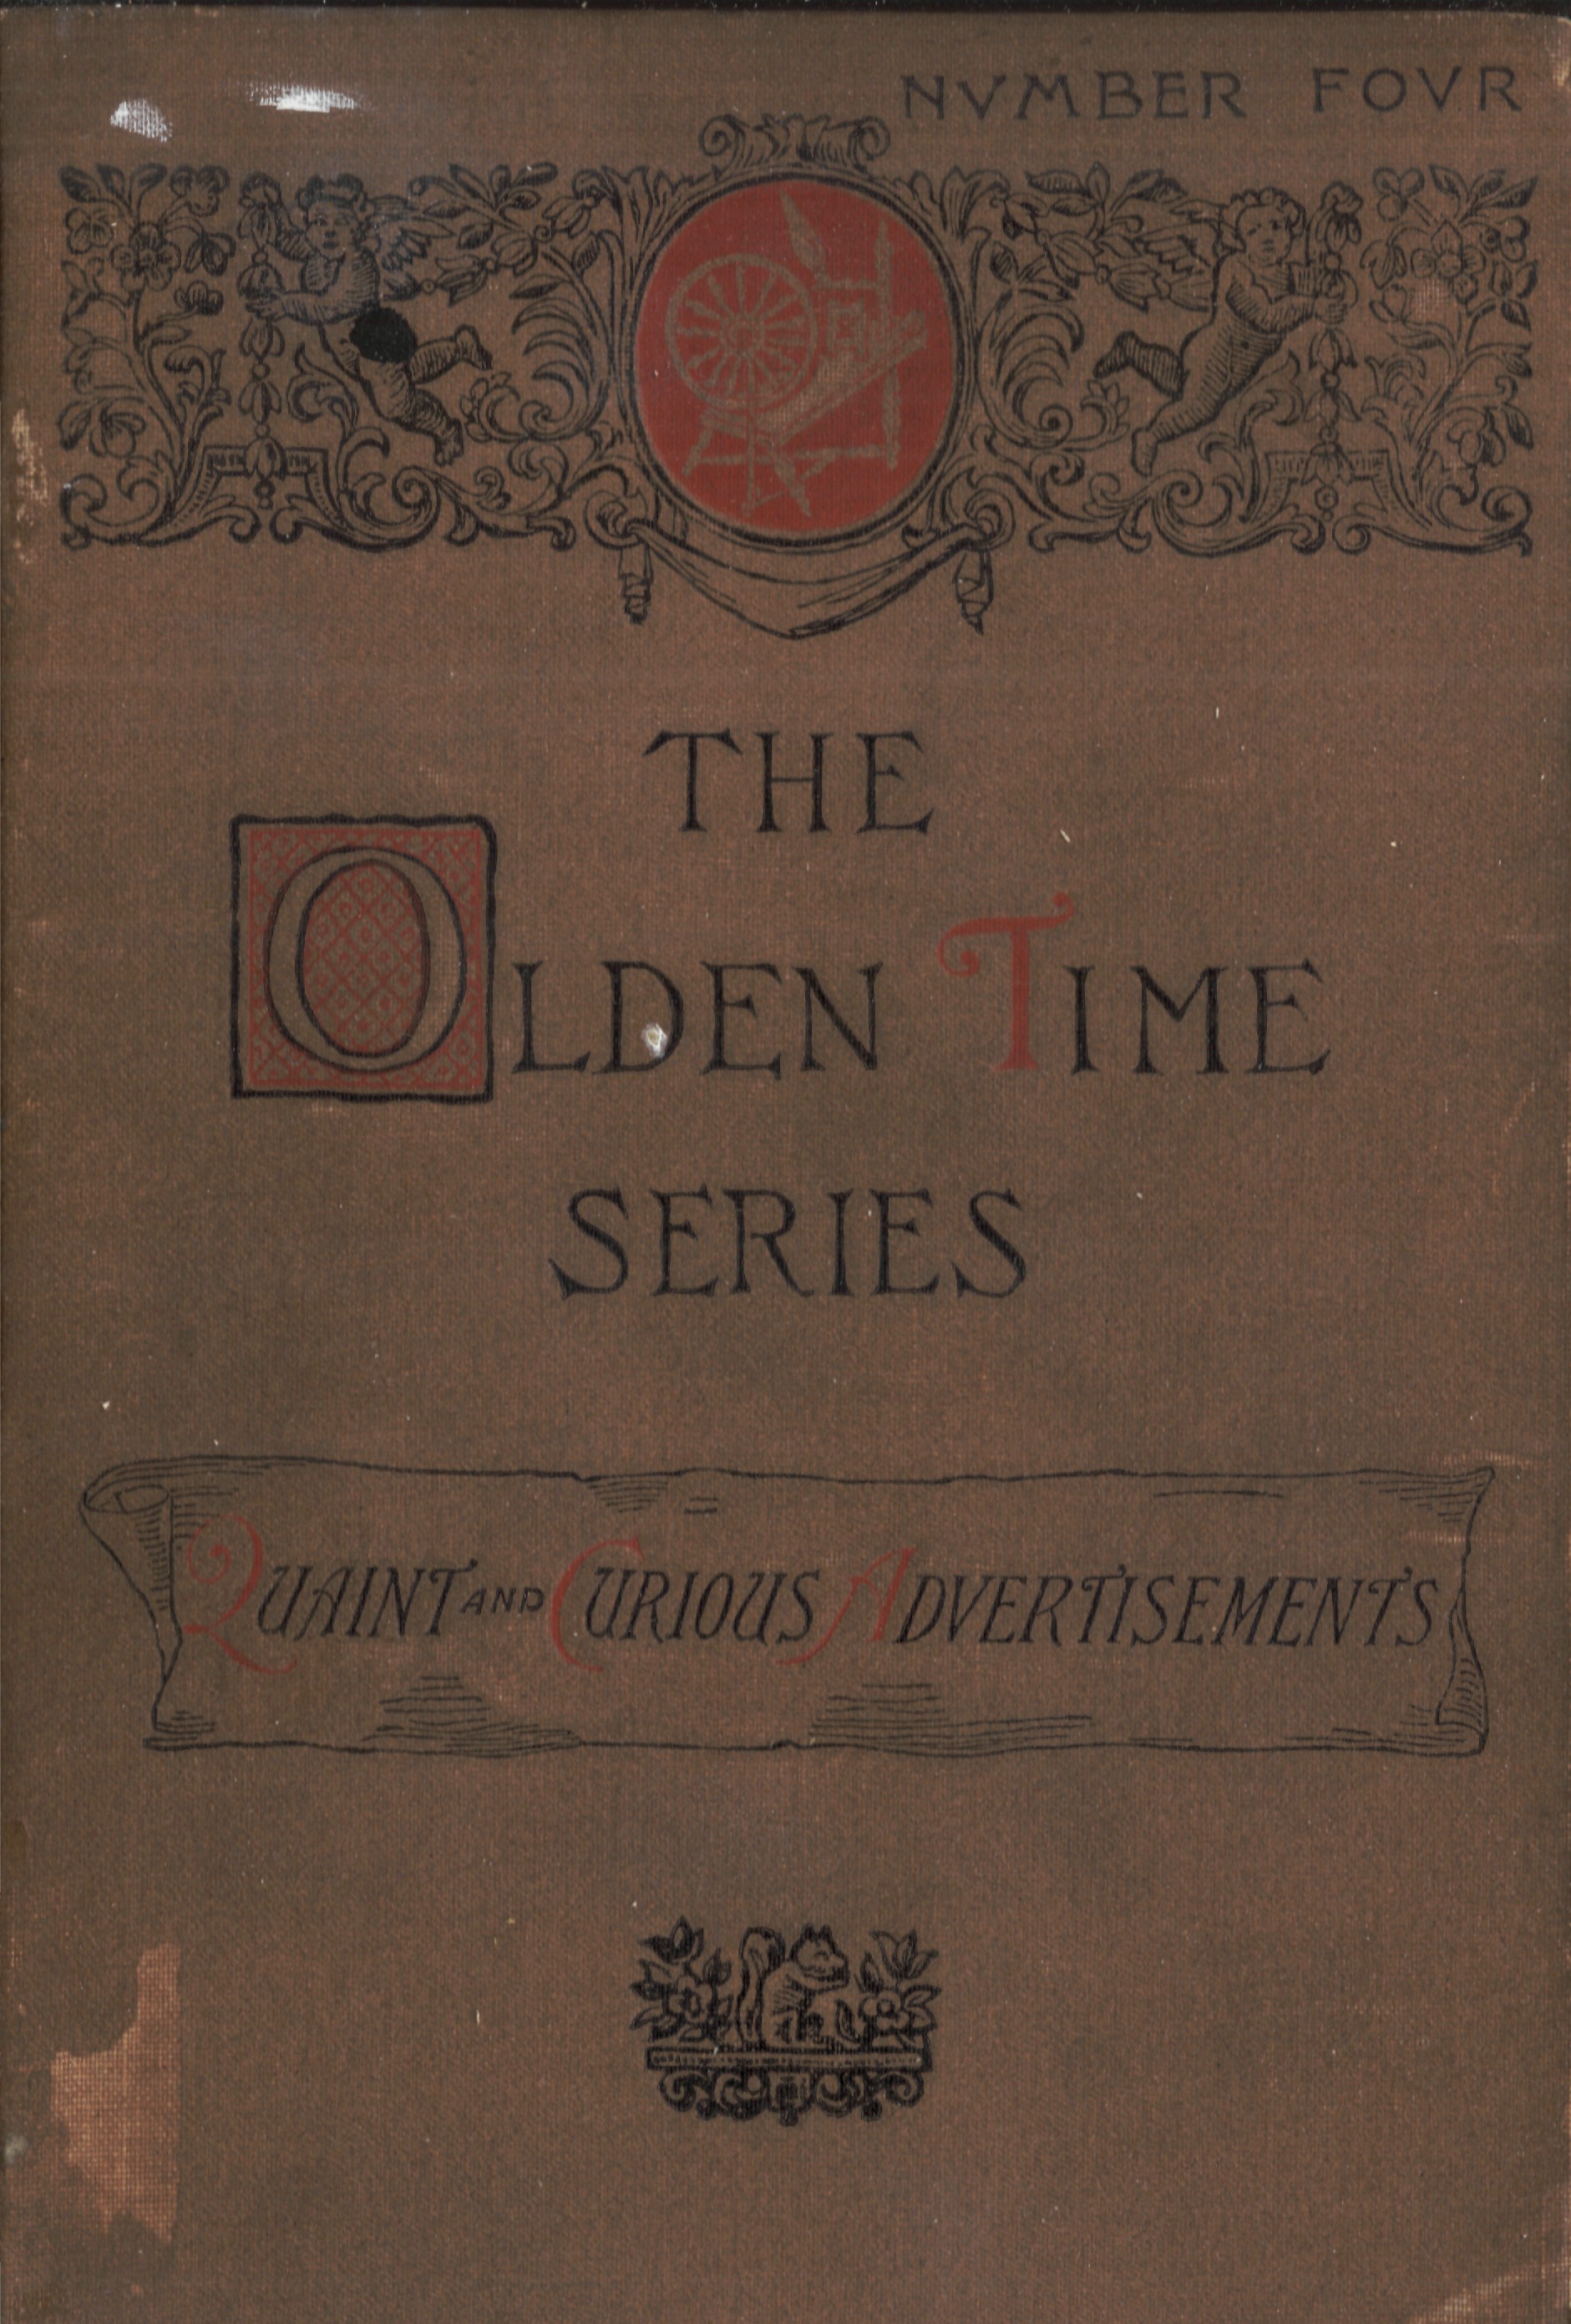 NVMBER FOVR
THE
OLDEN TIME
SERIES
QUAINT AND CURIOUS ADVERTISEMENTS